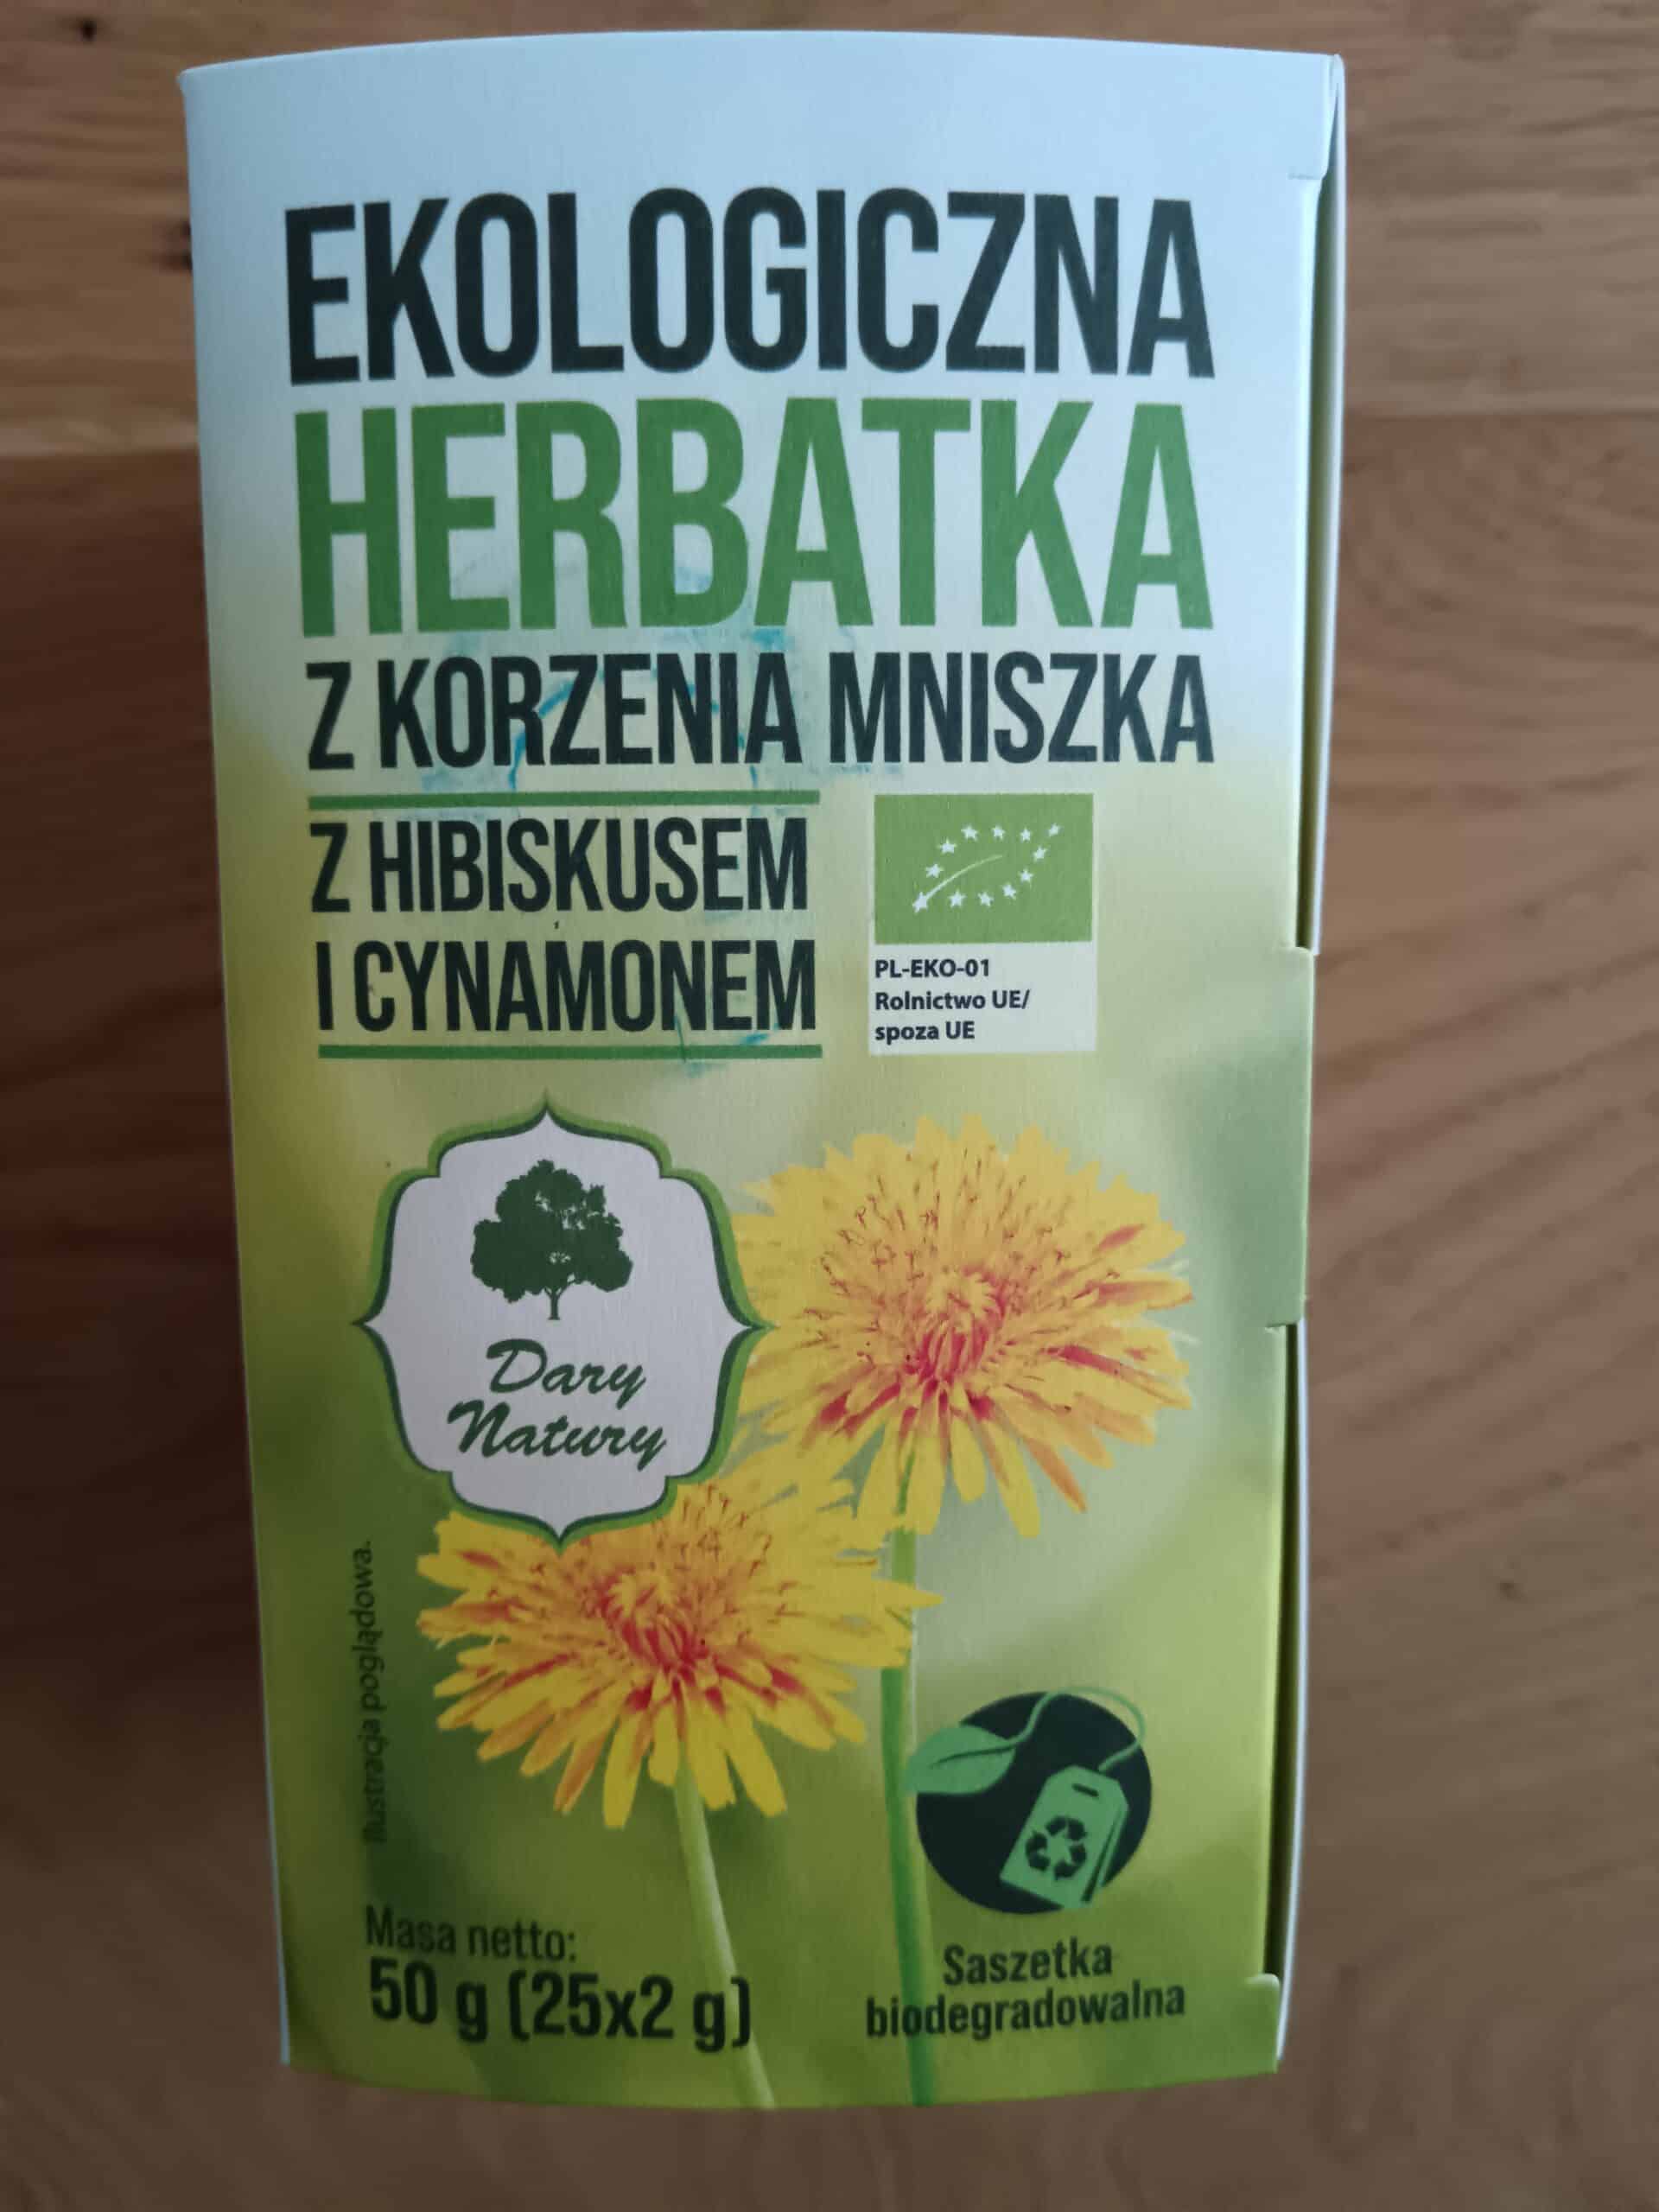 EKOLOGICZNA
HERBATKA
Z KORZENIA MNISZKA
Z HIBISKUSEM
I CYNAMONEM
PL-EKO-01
Rolnictwo UE/
spoza UE
Dary
Natury
Ilustracja poglądowa.
Masa netto:
50 g (25x2 g)
Saszetka
biodegradowalna